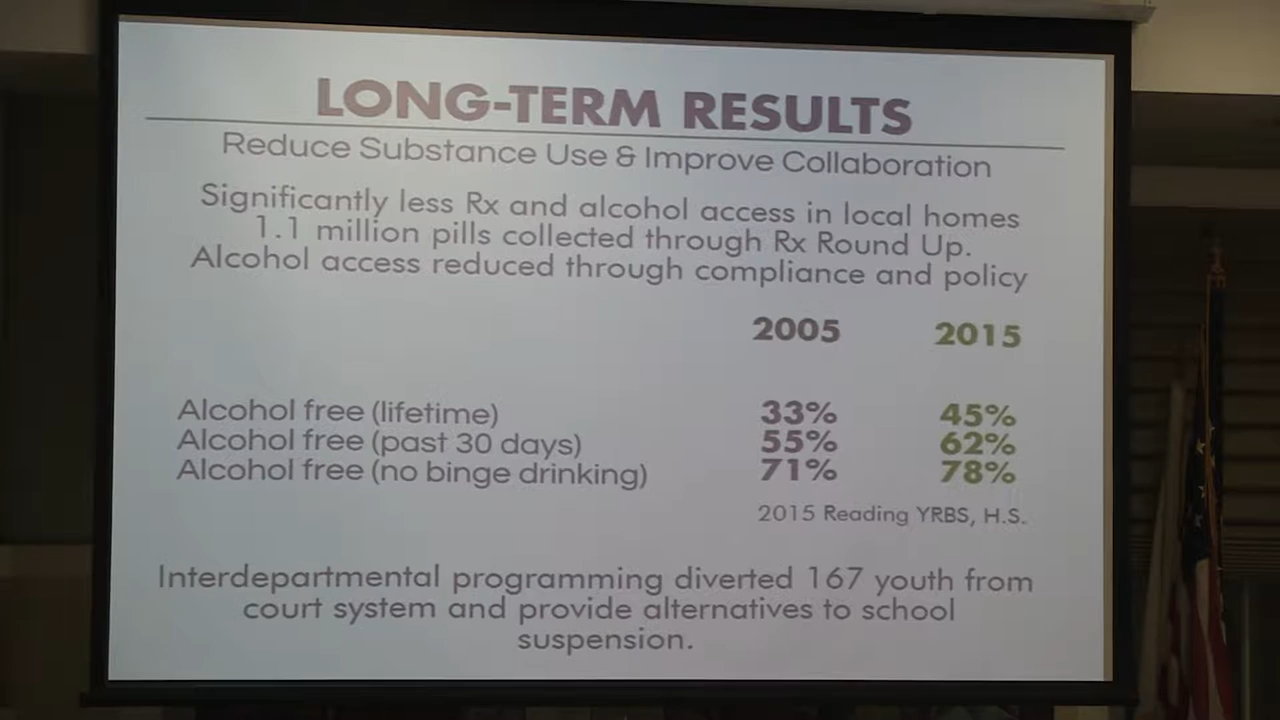 LONG-TERM RESULTS
Reduce Substance Use & Improve Collaboration
Significantly less Rx and alcohol access in local homes
1.1 million pills collected through Rx Round Up.
Alcohol access reduced through compliance and policy
2005 2015
Alcohol free (lifetime) 33% 45%
Alcohol free (past 30 days) 55% 62%
Alcohol free (no binge drinking) 71% 78%
2015 Reading YRBS, H.S.
Interdepartmental programming diverted 167 youth from
court system and provide alternatives to school
suspension.